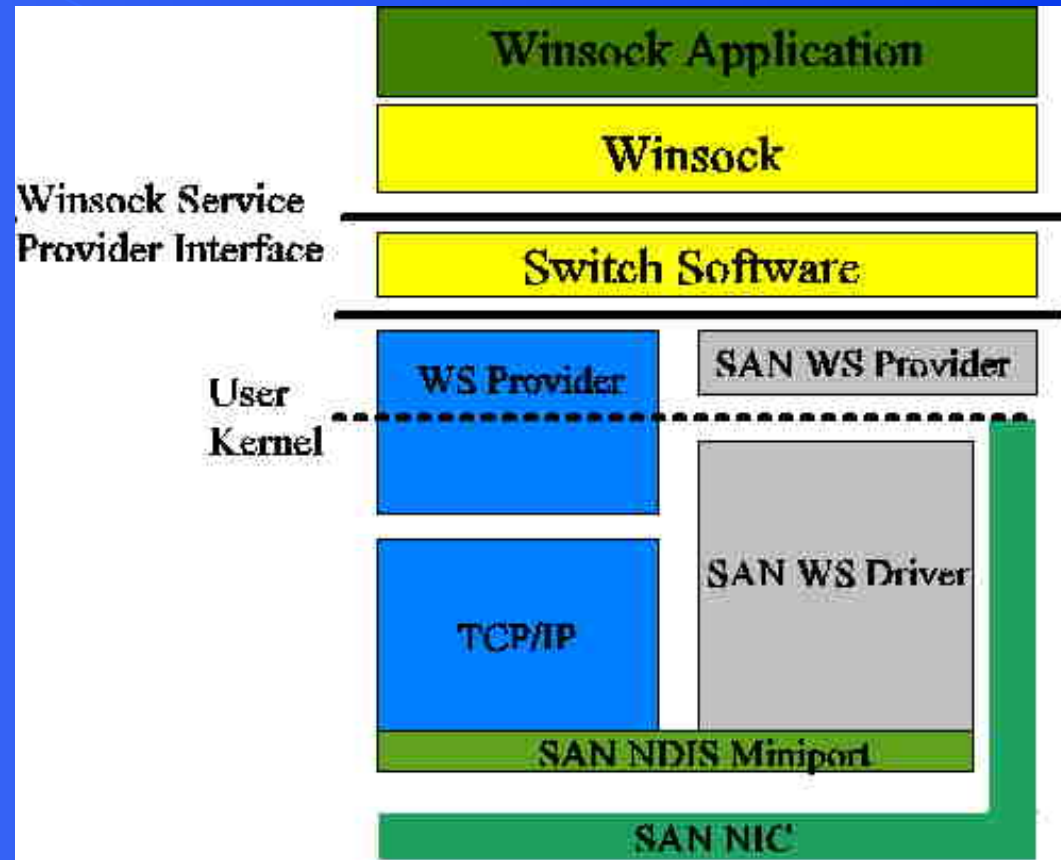 Winsock Application
Winsock
Winsock Service
Provider Interface
Switch Software
WS Provider
SAN WS Provider
User
Kernel
SAN WS Driver
TCP/IP
SAN NDIS Miniport
SAN NIC